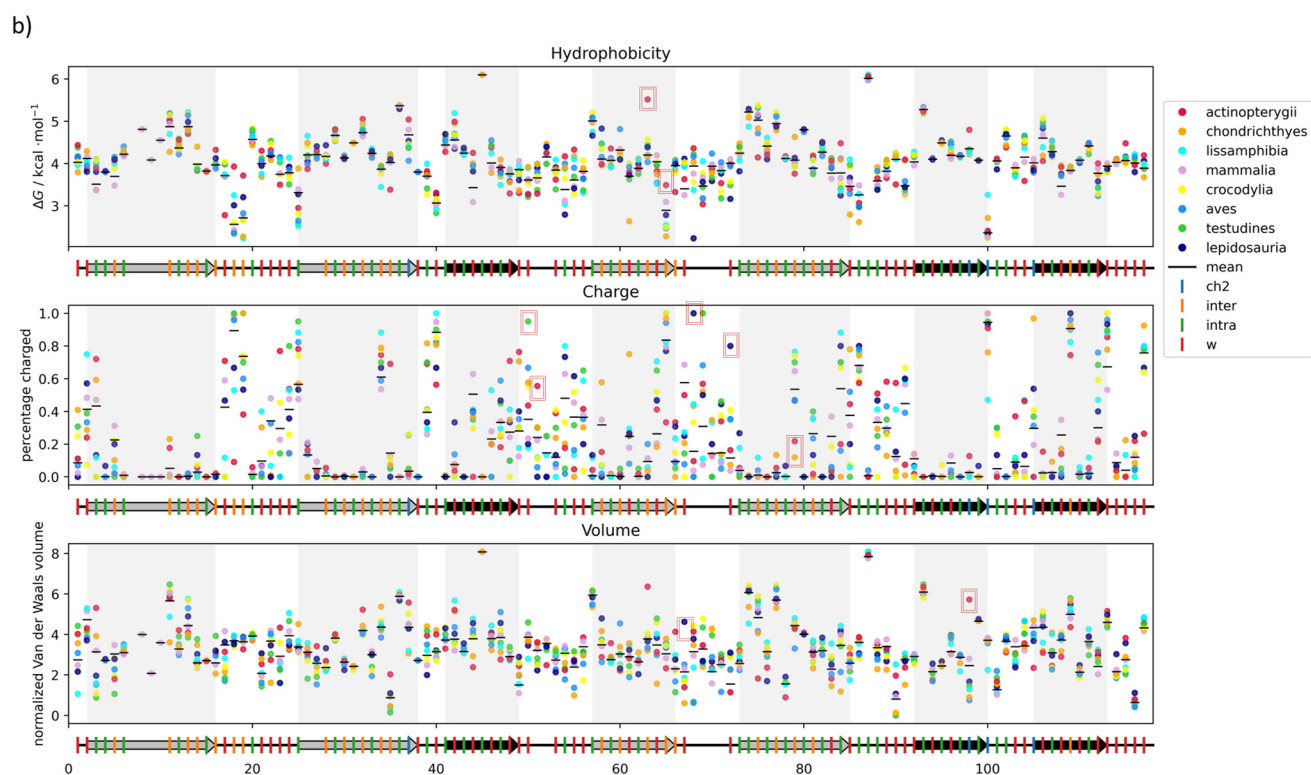 b)
Hydrophobicity
6
5
4
3
ΔG / kcal ·mol⁻¹
Charge
1.0
0.8
0.6
0.4
0.2
0.0
percentage charged
Volume
8
6
4
2
0
normalized Van der Waals volume
0 20 40 60 80 100
actinopterygii
chondrichthyes
lissamphibia
mammalia
crocodylia
aves
testudines
lepidosauria
mean
ch2
inter
intra
w